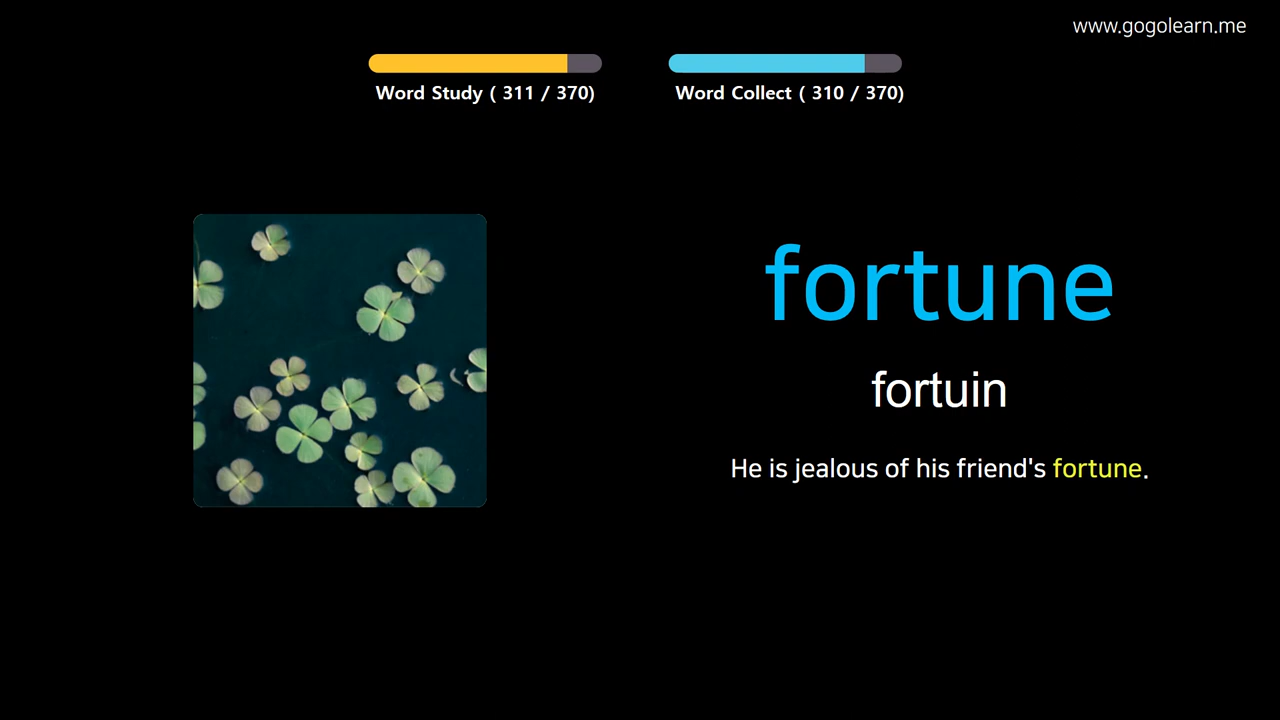 www.gogolearn.me
Word Study ( 311 / 370)
Word Collect ( 310 / 370)
fortune
fortuin
He is jealous of his friend's fortune.